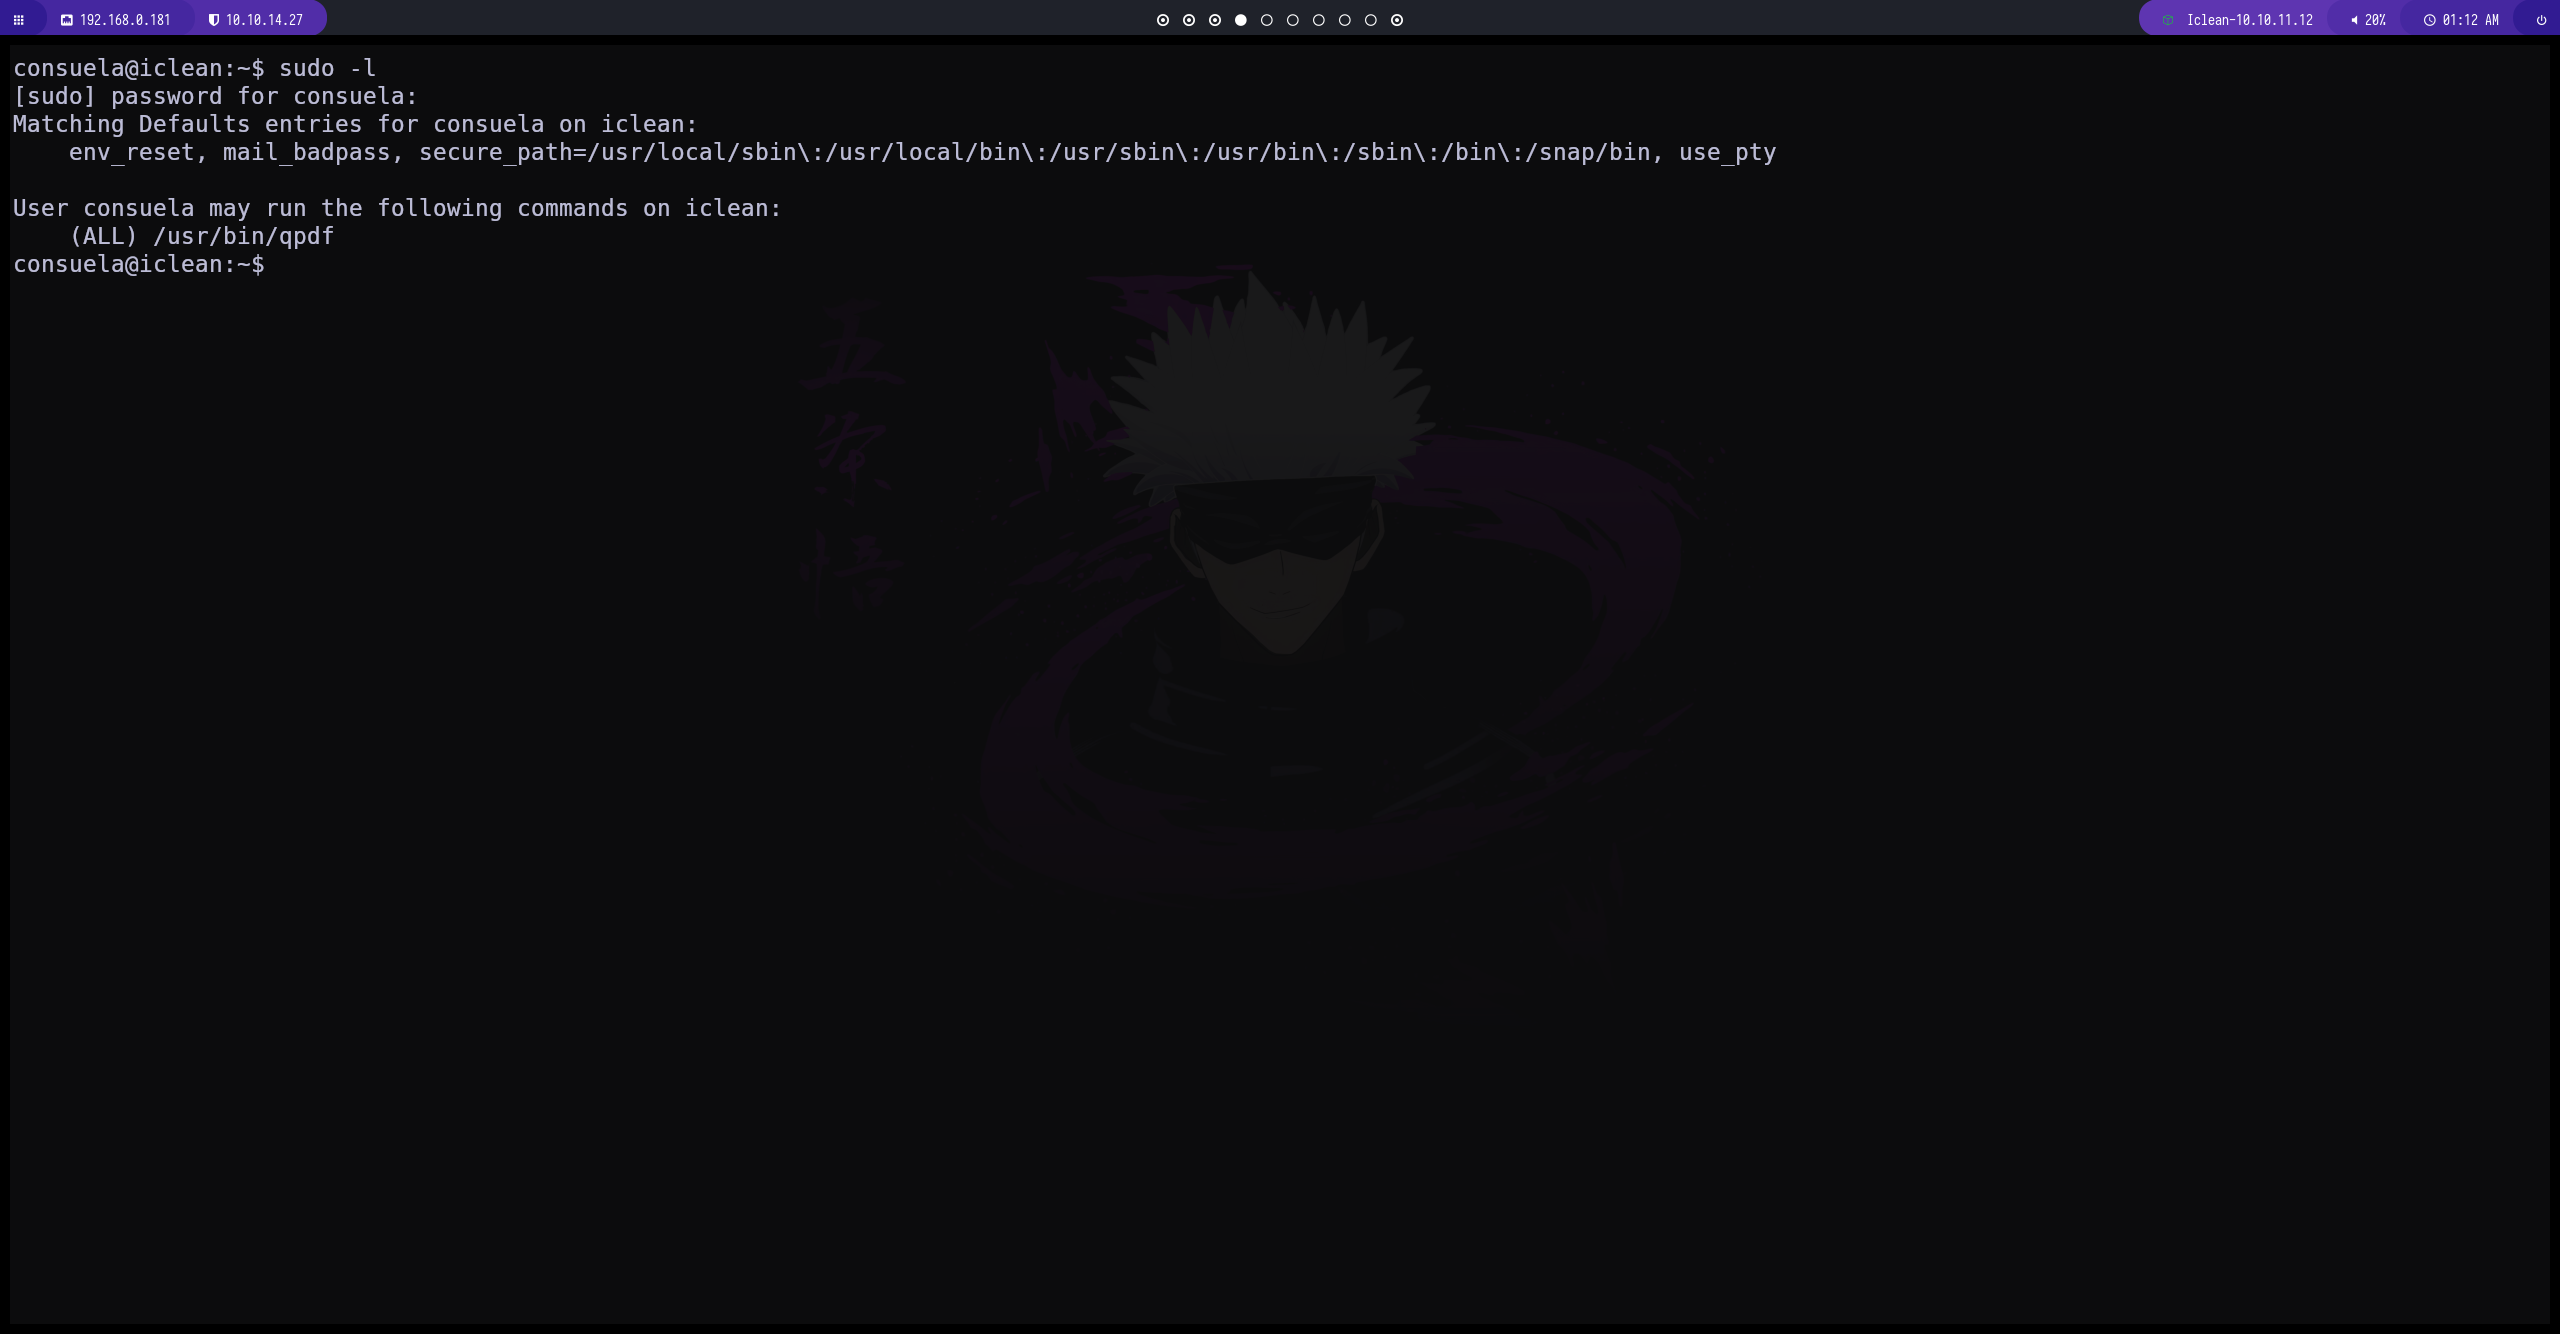 192.168.0.181 10.10.14.27 Iclean-10.10.11.12 20% 01:12 AM
consuela@iclean:~$ sudo -l
[sudo] password for consuela:
Matching Defaults entries for consuela on iclean:
    env_reset, mail_badpass, secure_path=/usr/local/sbin\:/usr/local/bin\:/usr/sbin\:/usr/bin\:/sbin\:/bin\:/snap/bin, use_pty

User consuela may run the following commands on iclean:
    (ALL) /usr/bin/qpdf
consuela@iclean:~$
五
条
悟